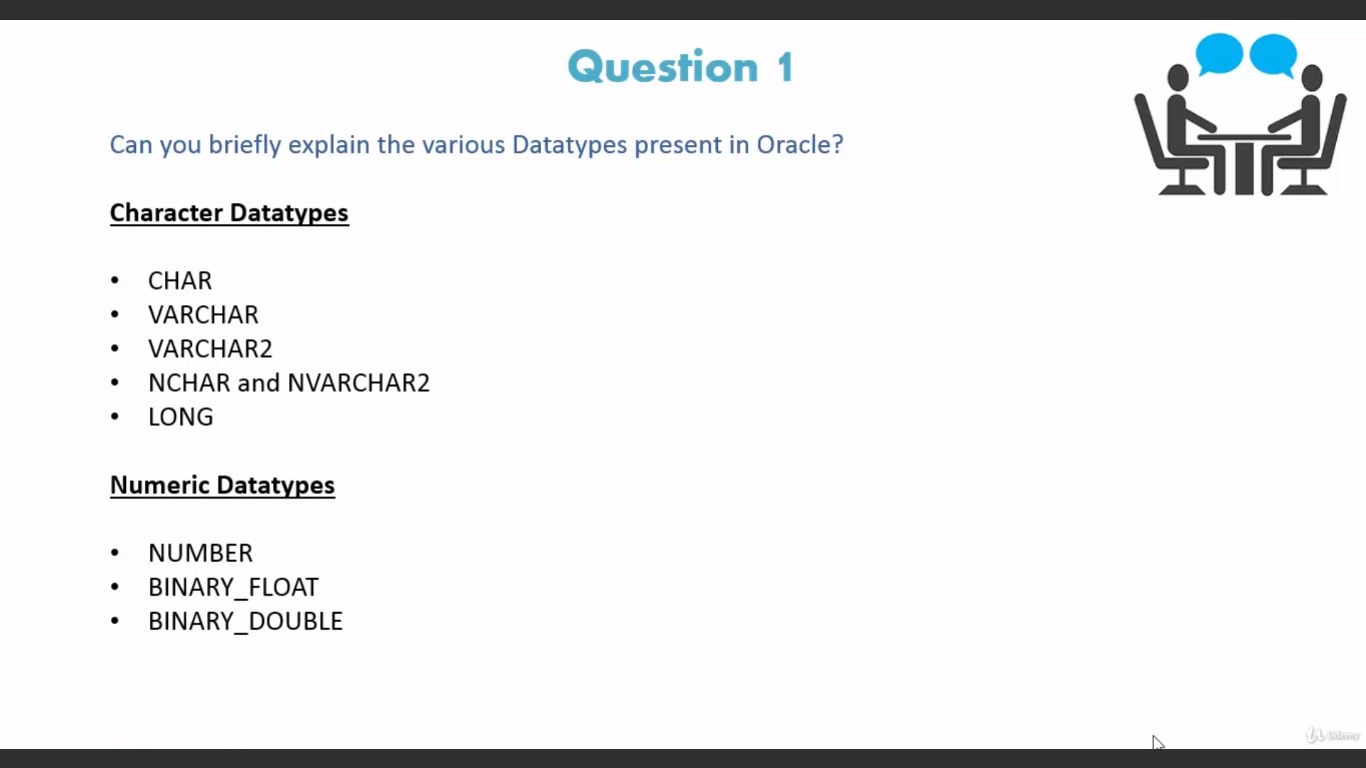 Question 1
Can you briefly explain the various Datatypes present in Oracle?
Character Datatypes
• CHAR
• VARCHAR
• VARCHAR2
• NCHAR and NVARCHAR2
• LONG
Numeric Datatypes
• NUMBER
• BINARY_FLOAT
• BINARY_DOUBLE
Udemy